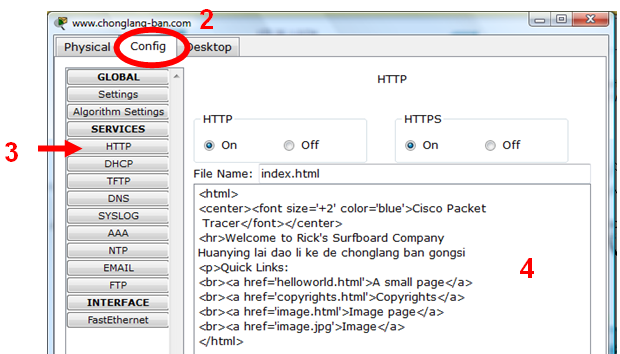 www.chonglang-ban.com
2
Physical Config Desktop
GLOBAL
Settings
Algorithm Settings
SERVICES
3
HTTP
DHCP
TFTP
DNS
SYSLOG
AAA
NTP
EMAIL
FTP
INTERFACE
FastEthernet
HTTP
HTTP
On Off
HTTPS
On Off
File Name: index.html
<html>
<center><font size='+2' color='blue'>Cisco Packet
Tracer</font></center>
<hr>Welcome to Rick's Surfboard Company
Huanying lai dao li ke de chonglang ban gongsi
<p>Quick Links:
<br><a href='helloworld.html'>A small page</a>
<br><a href='copyrights.html'>Copyrights</a>
<br><a href='image.html'>Image page</a>
<br><a href='image.jpg'>Image</a>
</html>
4